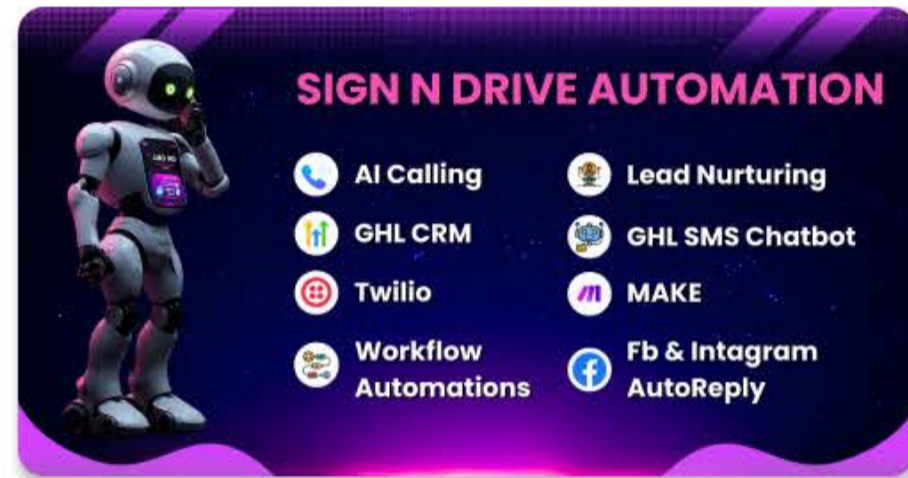 SIGN N DRIVE AUTOMATION
AI Calling
Lead Nurturing
GHL CRM
GHL SMS Chatbot
Twilio
MAKE
Workflow
Automations
Fb & Intagram
AutoReply